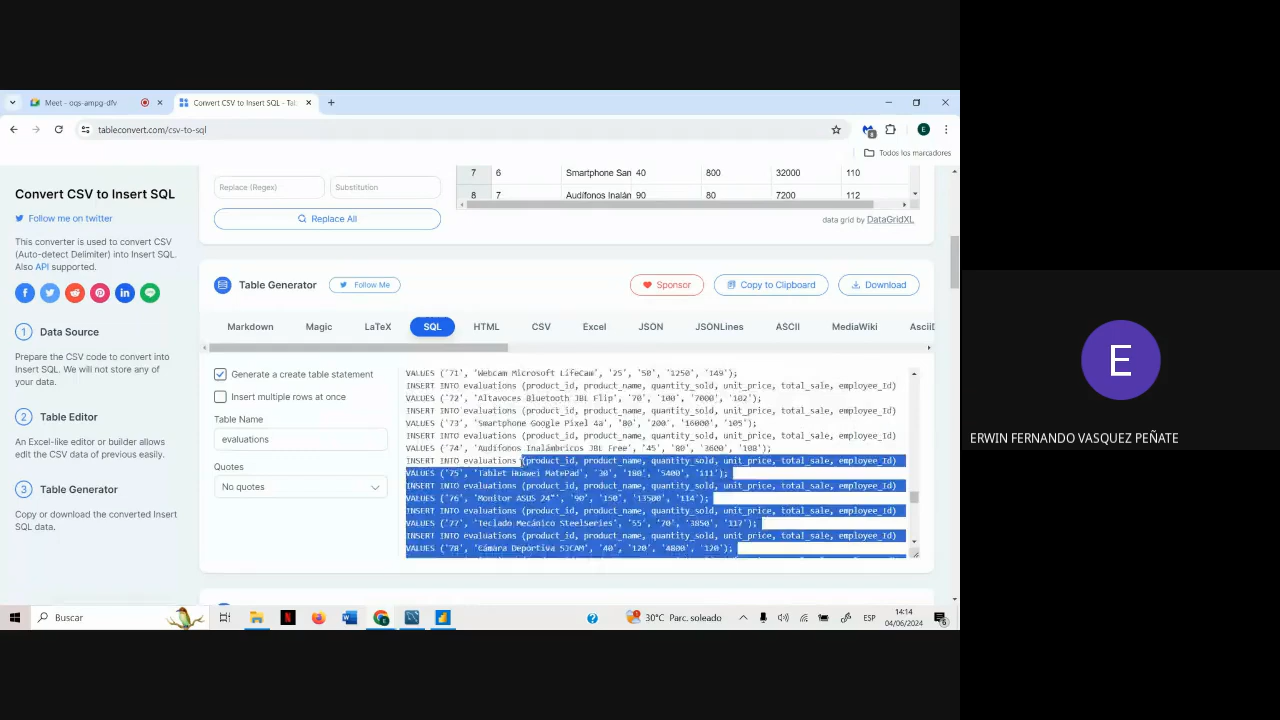 Meet - oqs-ampg-dfv
Convert CSV to Insert SQL - Tab
tableconvert.com/csv-to-sql
E
Todos los marcadores
Convert CSV to Insert SQL
Follow me on twitter
This converter is used to convert CSV
(Auto-detect Delimiter) into Insert SQL.
Also API supported.
1 Data Source
Prepare the CSV code to convert into
Insert SQL. We will not store any of
your data.
2 Table Editor
An Excel-like editor or builder allows
edit the CSV data of previous easily.
3 Table Generator
Copy or download the converted Insert
SQL data.
Replace (Regex) Substitution
Replace All
7 6 Smartphone San 40 800 32000 110
8 7 Audífonos Inalán 90 80 7200 112
data grid by DataGridXL
Table Generator Follow Me Sponsor Copy to Clipboard Download
Markdown Magic LaTeX SQL HTML CSV Excel JSON JSONLines ASCII MediaWiki AsciiD
Generate a create table statement
Insert multiple rows at once
Table Name
evaluations
Quotes
No quotes
VALUES ('71', 'Webcam Microsoft LifeCam', '25', '50', '1250', '149');
INSERT INTO evaluations (product_id, product_name, quantity_sold, unit_price, total_sale, employee_Id)
VALUES ('72', 'Altavoces Bluetooth JBL Flip', '70', '100', '7000', '102');
INSERT INTO evaluations (product_id, product_name, quantity_sold, unit_price, total_sale, employee_Id)
VALUES ('73', 'Smartphone Google Pixel 4a', '80', '200', '16000', '105');
INSERT INTO evaluations (product_id, product_name, quantity_sold, unit_price, total_sale, employee_Id)
VALUES ('74', 'Audífonos Inalámbricos JBL Free', '45', '80', '3600', '108');
INSERT INTO evaluations (product_id, product_name, quantity_sold, unit_price, total_sale, employee_Id)
VALUES ('75', 'Tablet Huawei MatePad', '30', '180', '5400', '111');
INSERT INTO evaluations (product_id, product_name, quantity_sold, unit_price, total_sale, employee_Id)
VALUES ('76', 'Monitor ASUS 24"', '90', '150', '13500', '114');
INSERT INTO evaluations (product_id, product_name, quantity_sold, unit_price, total_sale, employee_Id)
VALUES ('77', 'Teclado Mecánico SteelSeries', '55', '70', '3850', '117');
INSERT INTO evaluations (product_id, product_name, quantity_sold, unit_price, total_sale, employee_Id)
VALUES ('78', 'Cámara Deportiva SJCAM', '40', '120', '4800', '120');
Buscar
30°C Parc. soleado
ESP
14:14
04/06/2024
6
E
ERWIN FERNANDO VASQUEZ PEÑATE